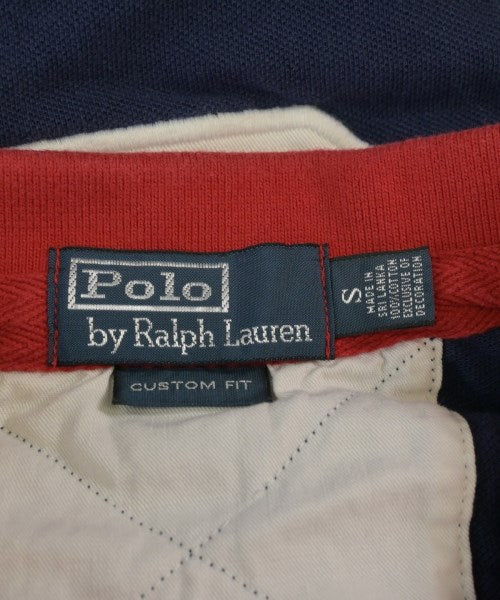 Polo
by Ralph Lauren
CUSTOM FIT
S
MADE IN
SRI LANKA
100% COTTON
EXCLUSIVE OF
DECORATION